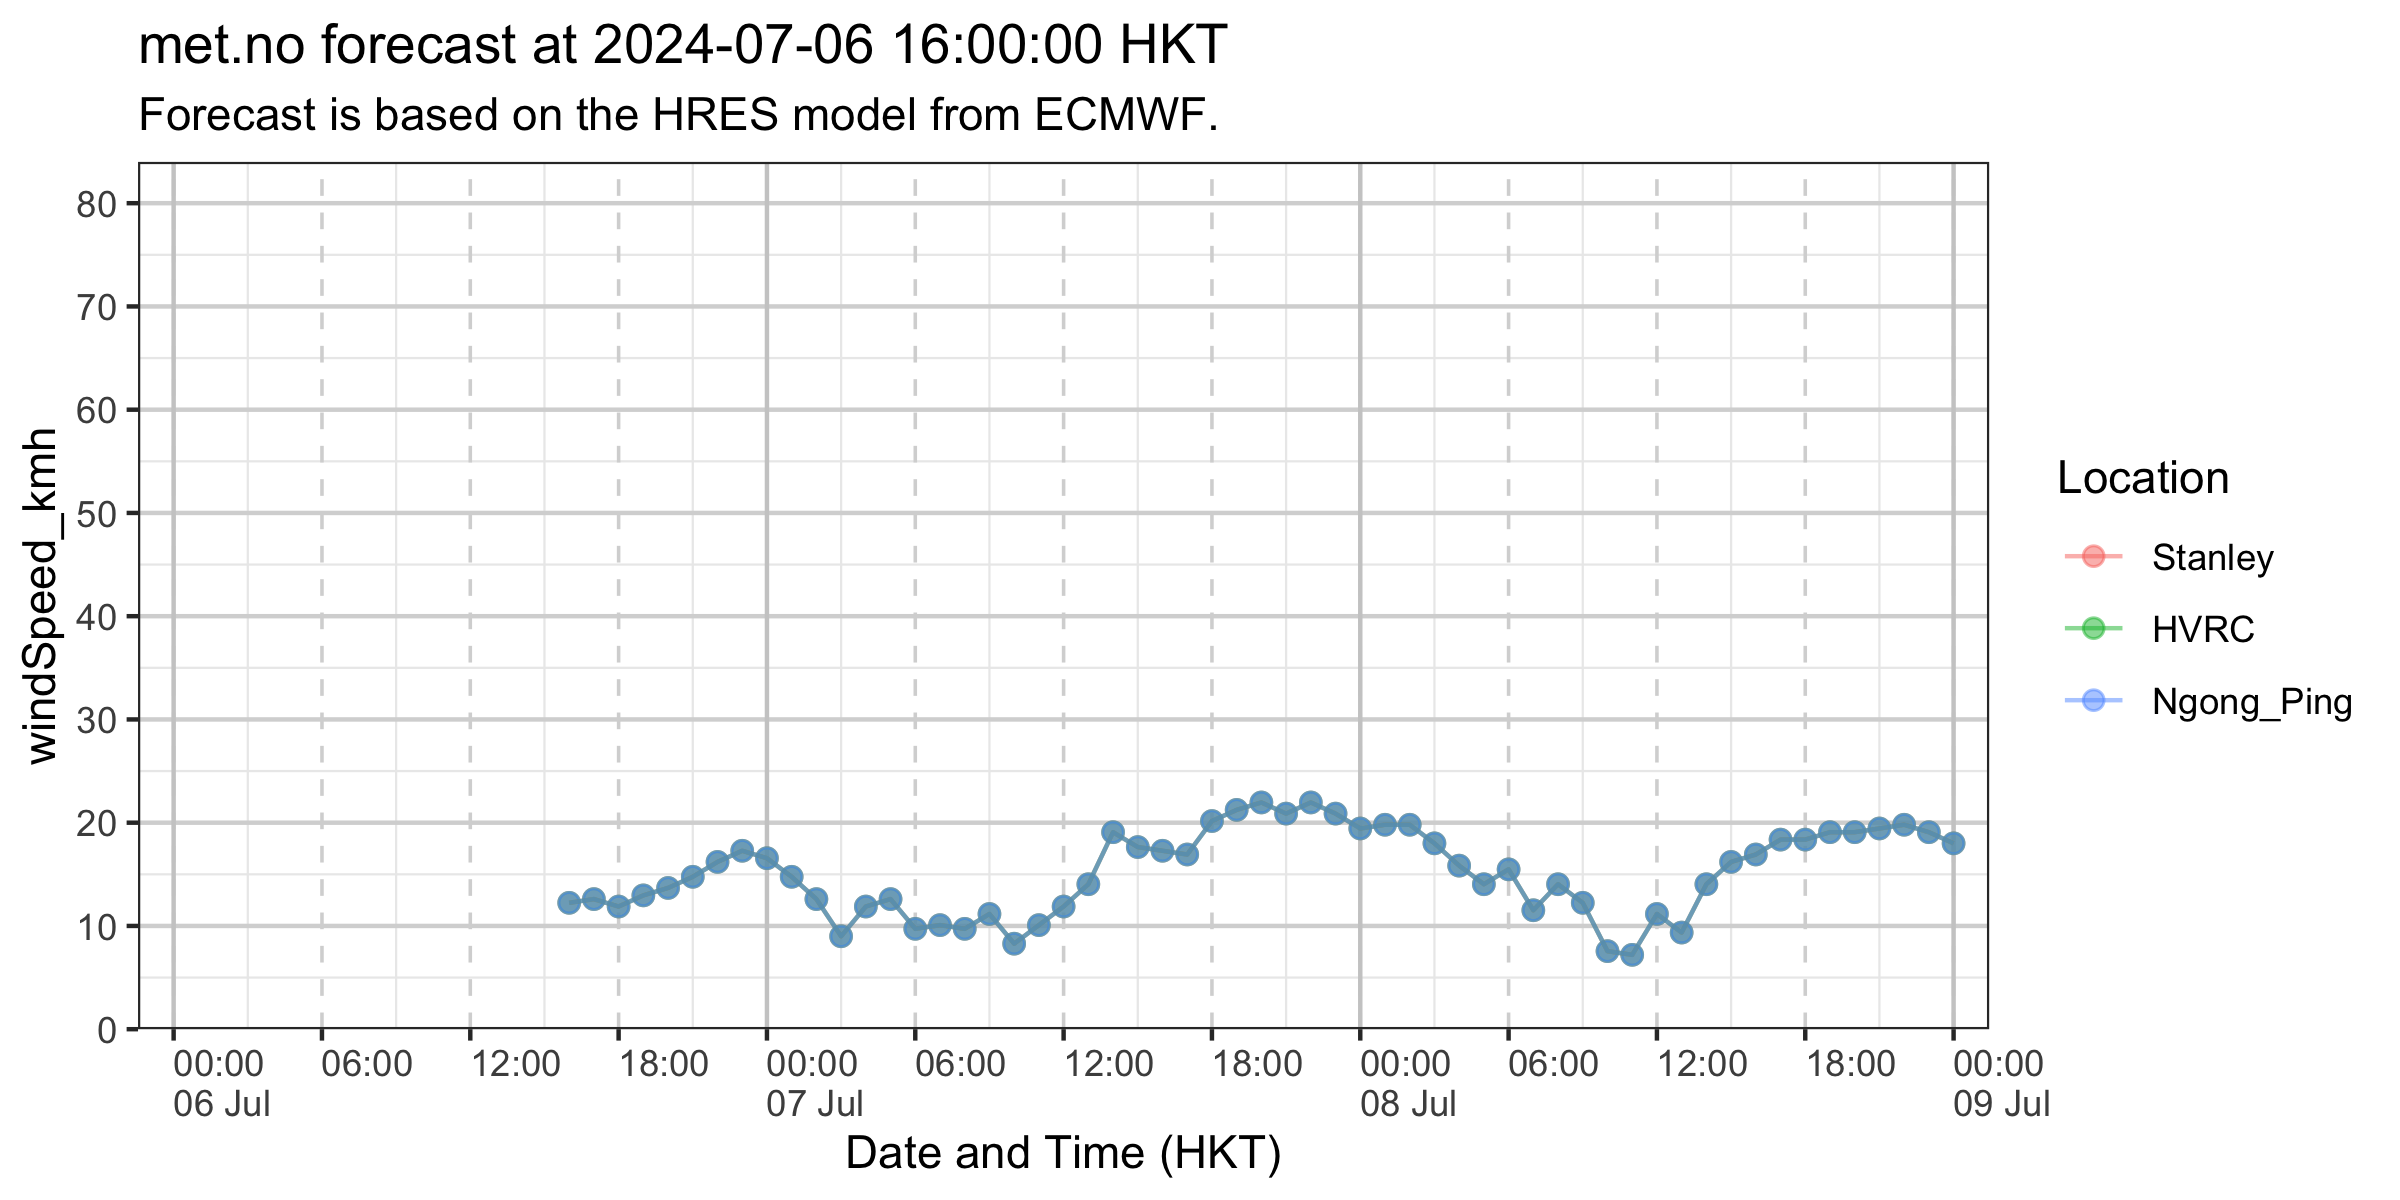 met.no forecast at 2024-07-06 16:00:00 HKT
Forecast is based on the HRES model from ECMWF.
windSpeed_kmh
80
70
60
50
40
30
20
10
0
00:00 06:00 12:00 18:00 00:00 06:00 12:00 18:00 00:00 06:00 12:00 18:00 00:00
06 Jul 07 Jul 08 Jul 09 Jul
Date and Time (HKT)
Location
Stanley
HVRC
Ngong_Ping